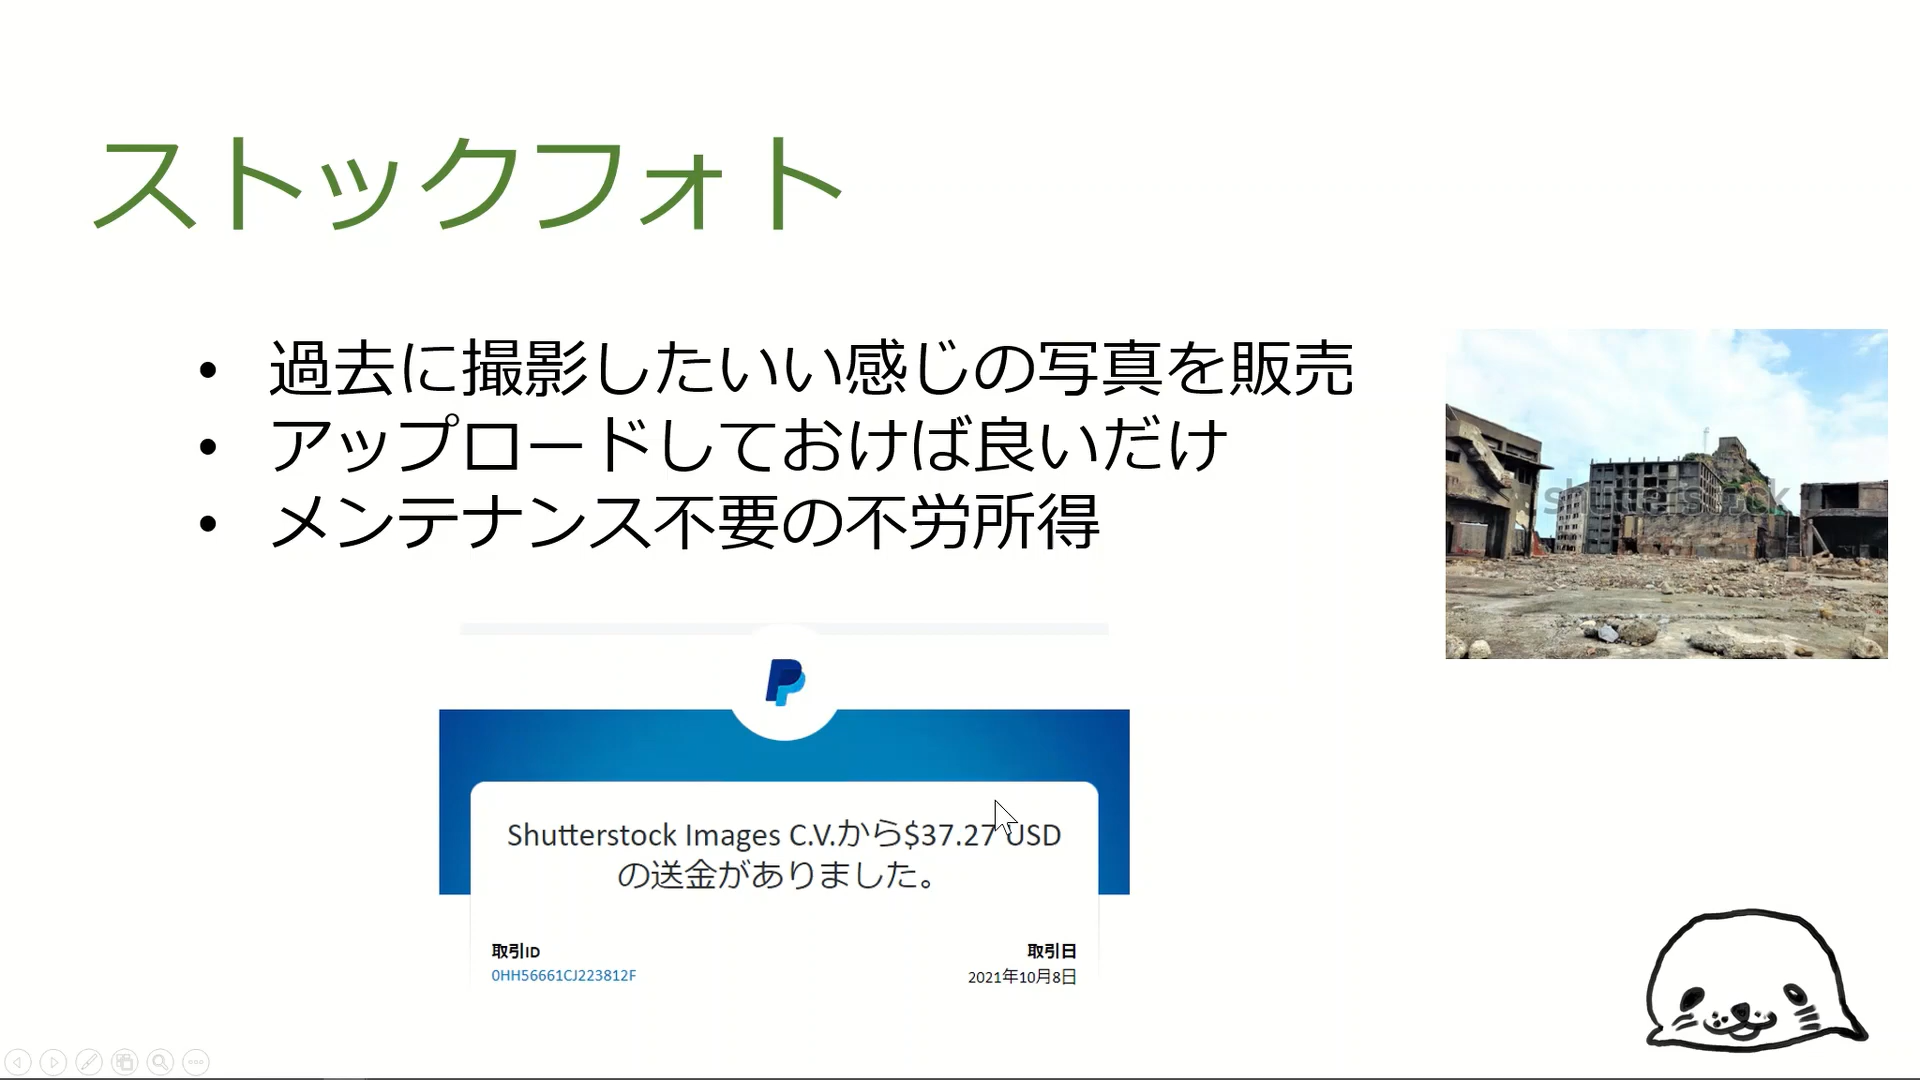 ストックフォト
• 過去に撮影したいい感じの写真を販売
• アップロードしておけば良いだけ
• メンテナンス不要の不労所得
shutterstock
Shutterstock Images C.V.から$37.27 USD
の送金がありました。
取引ID
取引日
0HH56661CJ223812F
2021年10月8日